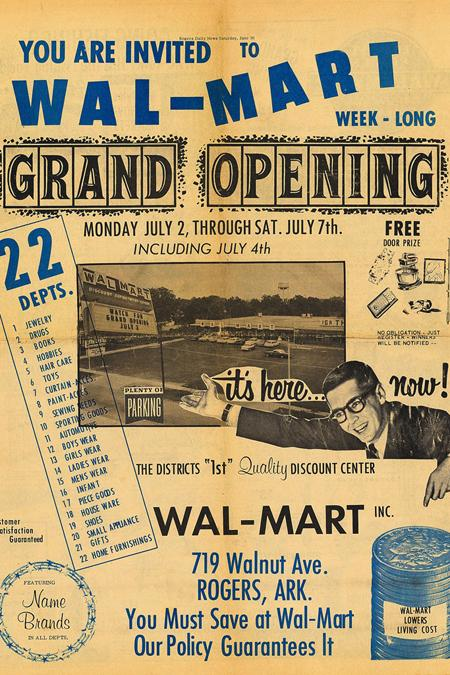 Rogers Daily News Saturday, June 30
YOU ARE INVITED TO
WAL-MART
WEEK - LONG
GRAND OPENING
MONDAY JULY 2, THROUGH SAT. JULY 7th.
INCLUDING JULY 4th
FREE
DOOR PRIZE
NO OBLIGATION - JUST
REGISTER - WINNERS
WILL BE NOTIFIED --
22
DEPTS.
1 JEWELRY
2 DRUGS
3 BOOKS
4 HOBBIES
5 HAIR CARE
6 TOYS
7 CURTAIN-ACES.
8 PAINT-ACES
9 SEWING NEEDS
10 SPORTING GOODS
11 AUTOMOTIVE
12 BOYS WEAR
13 GIRLS WEAR
14 LADIES WEAR
15 MENS WEAR
16 INFANT
17 PIECE GOODS
18 HOUSE WARE
19 SHOES
20 SMALL APPLIANCE
21 GIFTS
22 HOME FURNISHINGS
WAL MART
DISCOUNT DEPARTMENT STORE
WATCH FOR
GRAND OPENING
JULY 2
PLENTY OF
PARKING
it's here... now!
THE DISTRICTS "1st" Quality DISCOUNT CENTER
WAL-MART INC.
stomer
atisfaction
Guaranteed
719 Walnut Ave.
ROGERS, ARK.
You Must Save at Wal-Mart
Our Policy Guarantees It
FEATURING
Name
Brands
IN ALL DEPTS.
WAL-MART
LOWERS
LIVING COST